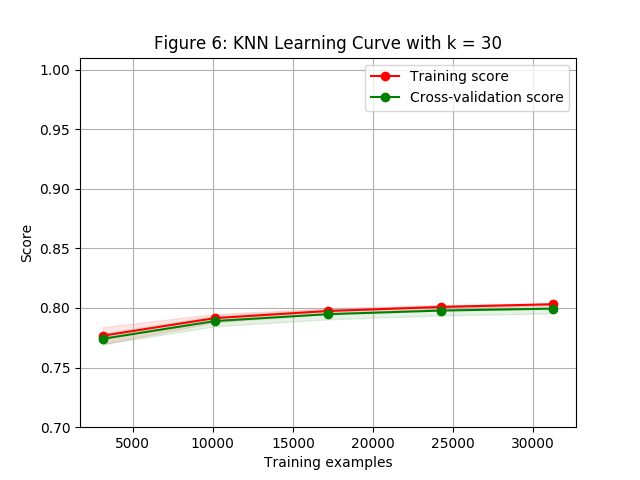 Figure 6: KNN Learning Curve with k = 30
Training score
Cross-validation score
1.00
0.95
0.90
0.85
0.80
0.75
0.70
Score
5000 10000 15000 20000 25000 30000
Training examples